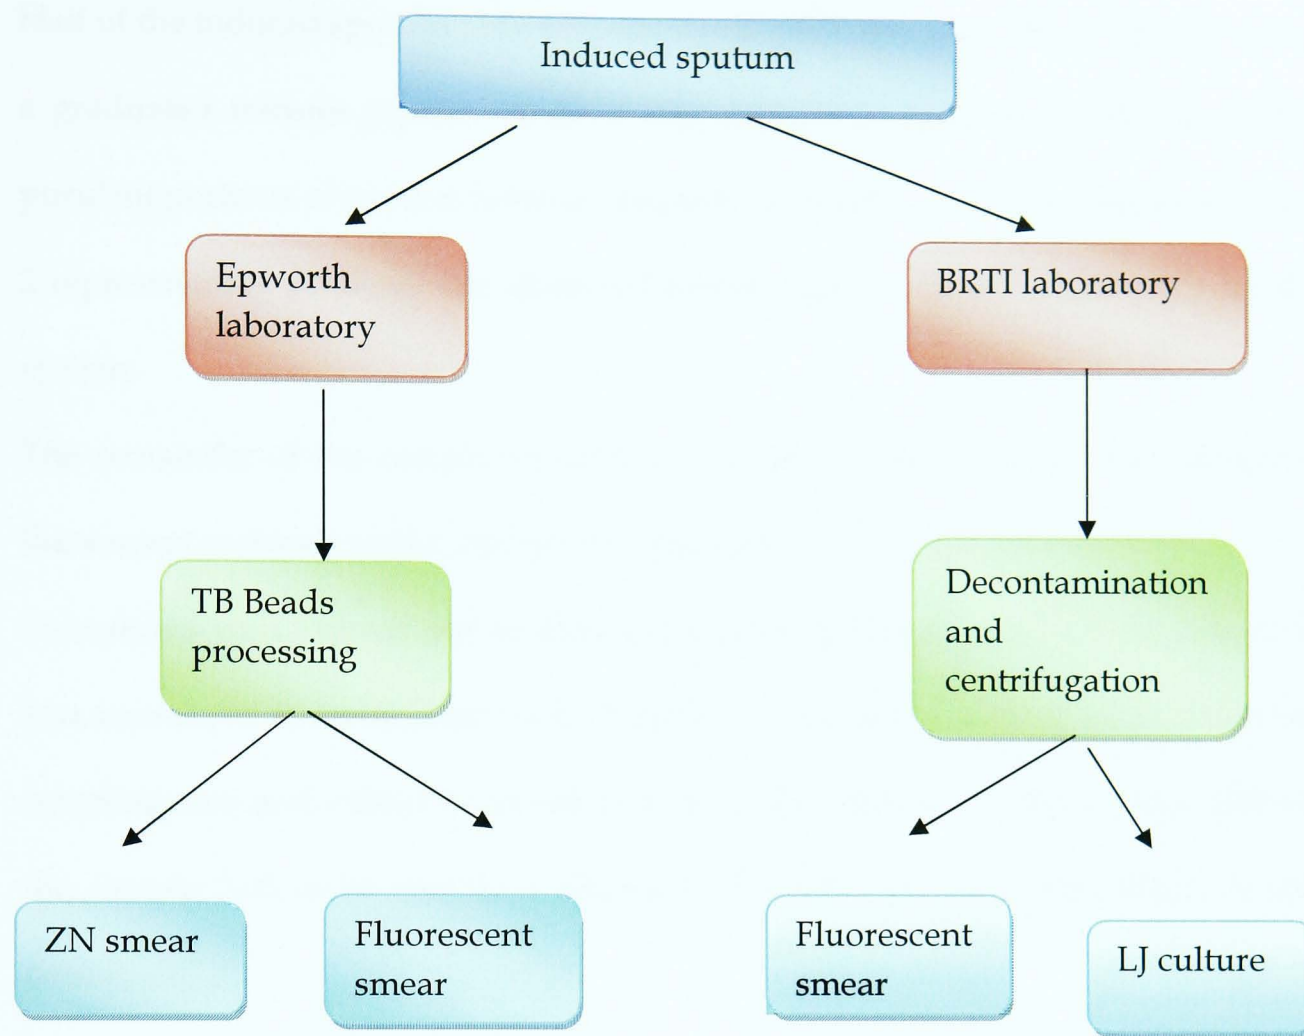 Induced sputum
Epworth
laboratory
BRTI laboratory
TB Beads
processing
Decontamination
and
centrifugation
ZN smear
Fluorescent
smear
Fluorescent
smear
LJ culture